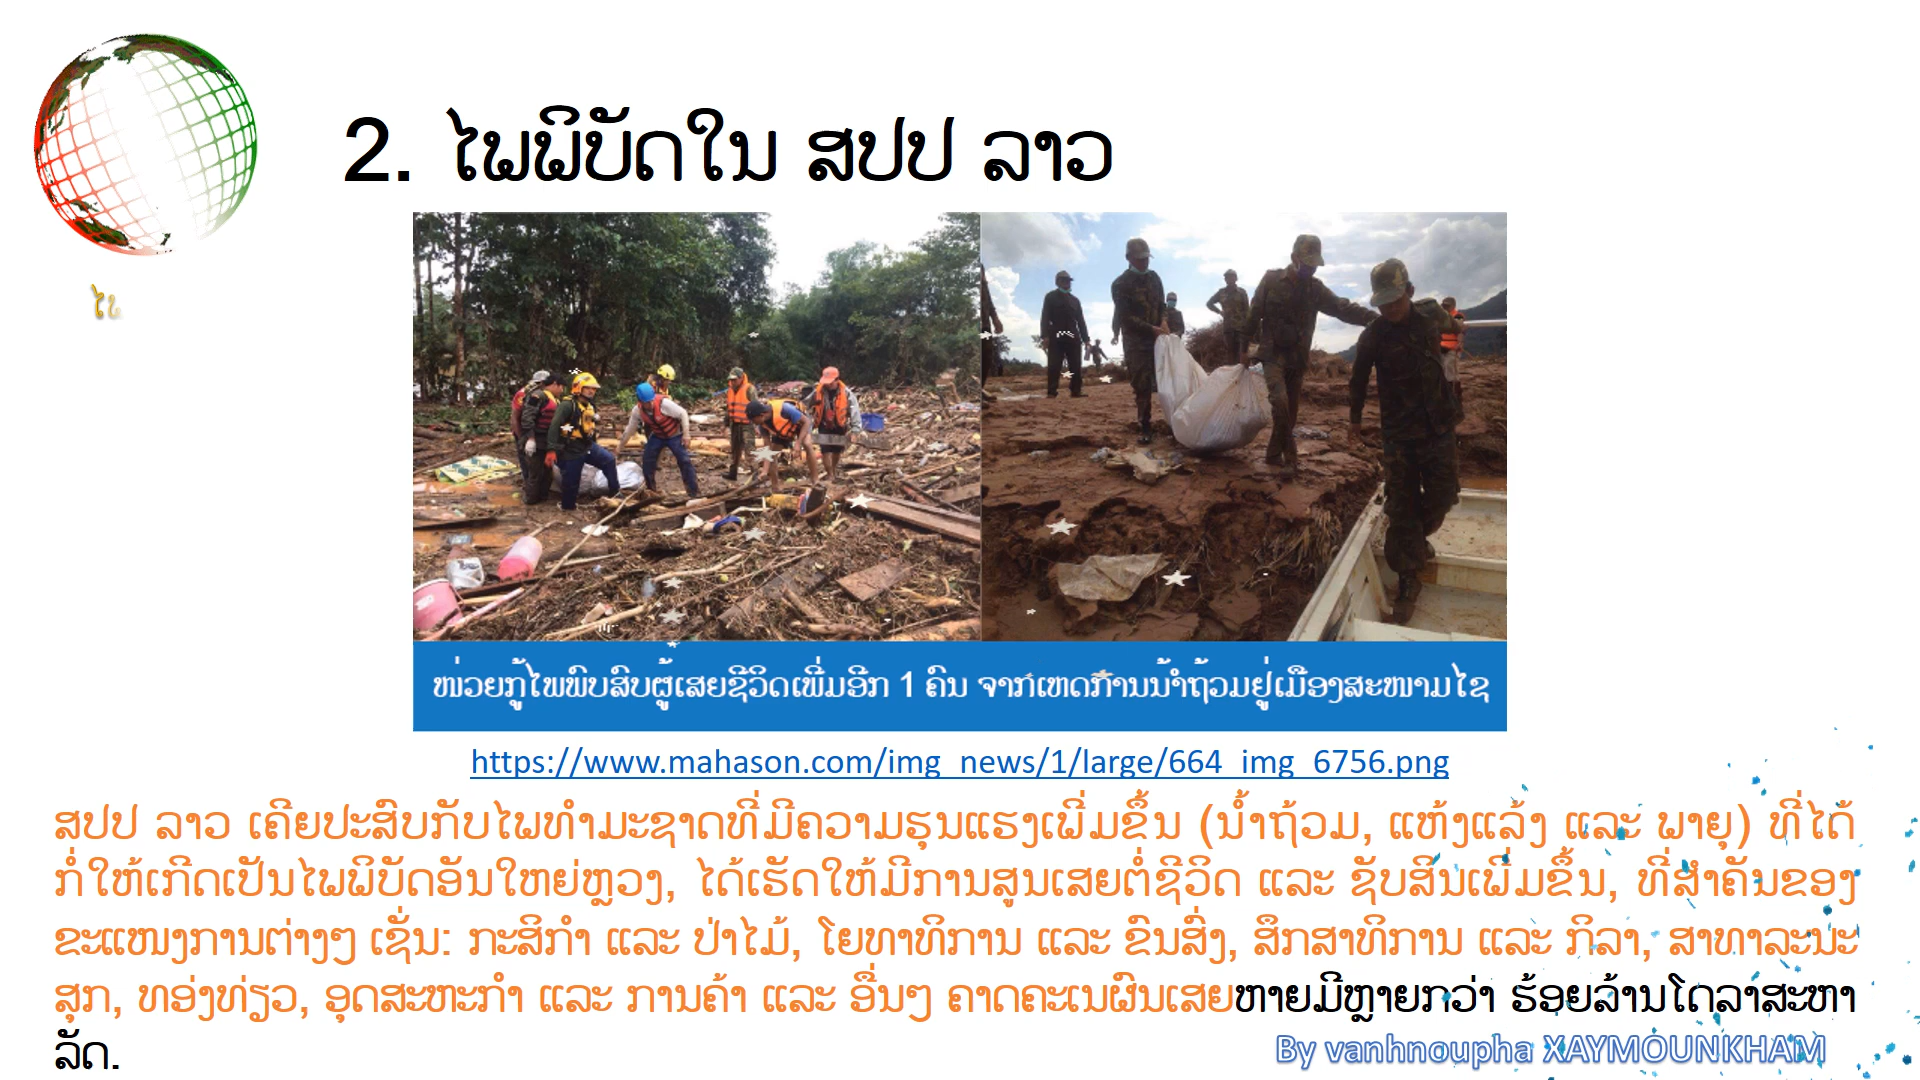 2. ໄພພິບັດໃນ ສປປ ລາວ
ໄພ
ໜ່ວຍກູ້ໄພພົບສົບຜູ້ເສຍຊີວິດເພີ່ມອີກ 1 ຄົນ ຈາກເຫດການນ້ຳຖ້ວມຢູ່ເມືອງສະໜາມໄຊ
https://www.mahason.com/img_news/1/large/664_img_6756.png
ສປປ ລາວ ເຄີຍປະສົບກັບໄພທຳມະຊາດທີ່ມີຄວາມຮຸນແຮງເພີ່ມຂຶ້ນ (ນ້ຳຖ້ວມ, ແຫ້ງແລ້ງ ແລະ ພາຍຸ) ທີ່ໄດ້
ກໍ່ໃຫ້ເກີດເປັນໄພພິບັດອັນໃຫຍ່ຫຼວງ, ໄດ້ເຮັດໃຫ້ມີການສູນເສຍຕໍ່ຊີວິດ ແລະ ຊັບສິນເພີ່ມຂຶ້ນ, ທີ່ສຳຄັນຂອງ
ຂະແໜງການຕ່າງໆ ເຊັ່ນ: ກະສິກຳ ແລະ ປ່າໄມ້, ໂຍທາທິການ ແລະ ຂົນສົ່ງ, ສຶກສາທິການ ແລະ ກິລາ, ສາທາລະນະ
ສຸກ, ທອ່ງທ່ຽວ, ອຸດສະຫະກຳ ແລະ ການຄ້າ ແລະ ອື່ນໆ ຄາດຄະເນຜົນເສຍຫາຍມີຫຼາຍກວ່າ ຮ້ອຍລ້ານໂດລາສະຫາ
ລັດ.
By vanhnoupha XAYMOUNKHAM